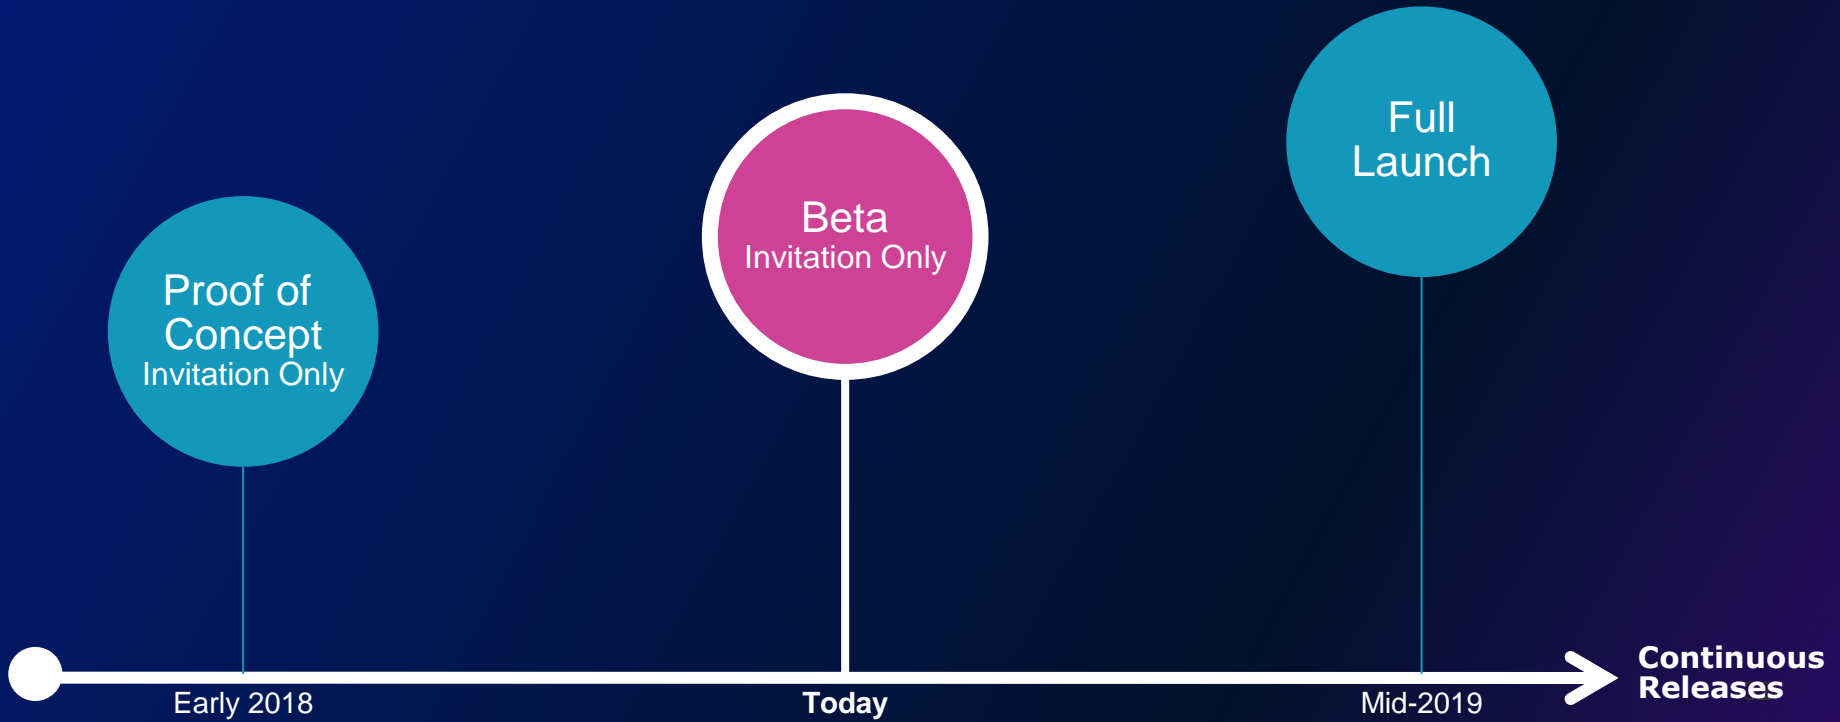 Proof of
Concept
Invitation Only
Beta
Invitation Only
Full
Launch
Early 2018
Today
Mid-2019
Continuous
Releases